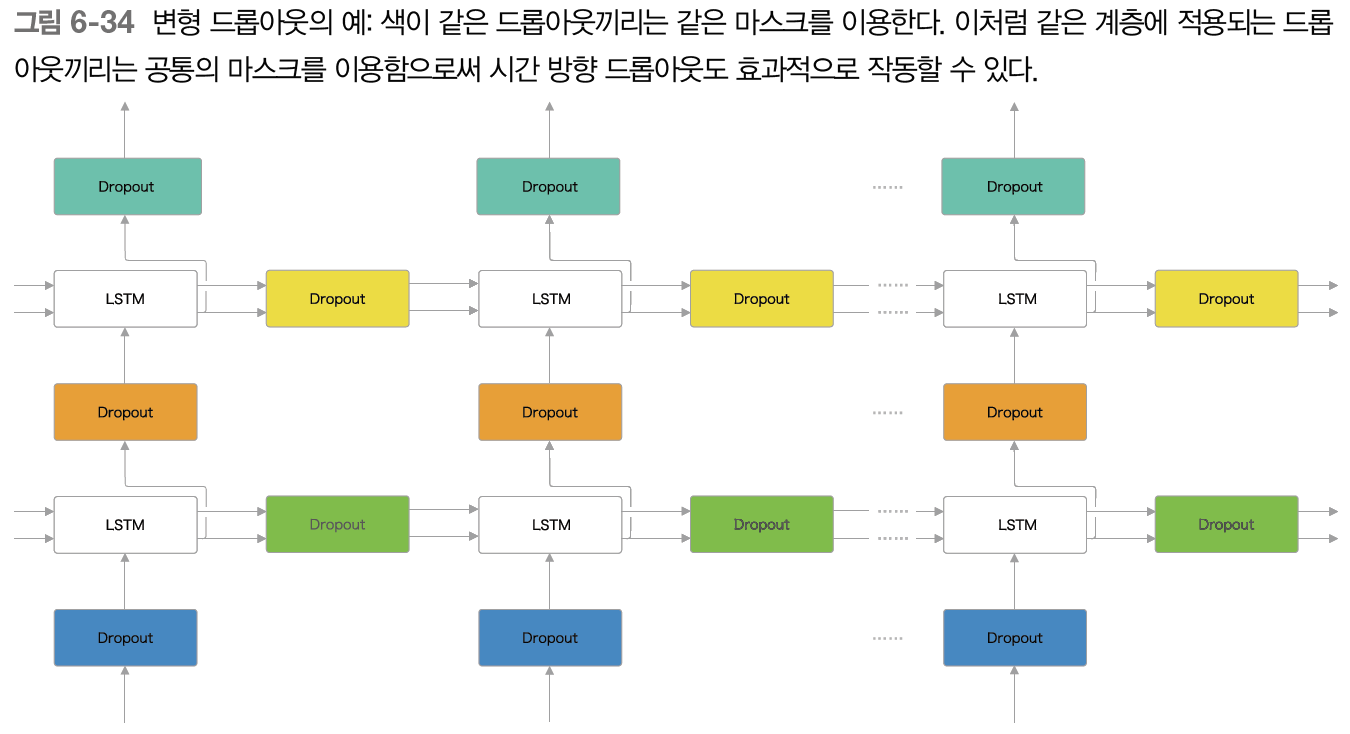 그림 6-34 변형 드롭아웃의 예: 색이 같은 드롭아웃끼리는 같은 마스크를 이용한다. 이처럼 같은 계층에 적용되는 드롭
아웃끼리는 공통의 마스크를 이용함으로써 시간 방향 드롭아웃도 효과적으로 작동할 수 있다.
Dropout Dropout ...... Dropout
LSTM Dropout LSTM Dropout ...... ...... LSTM Dropout
Dropout Dropout ...... Dropout
LSTM Dropout LSTM Dropout ...... ...... LSTM Dropout
Dropout Dropout ...... Dropout